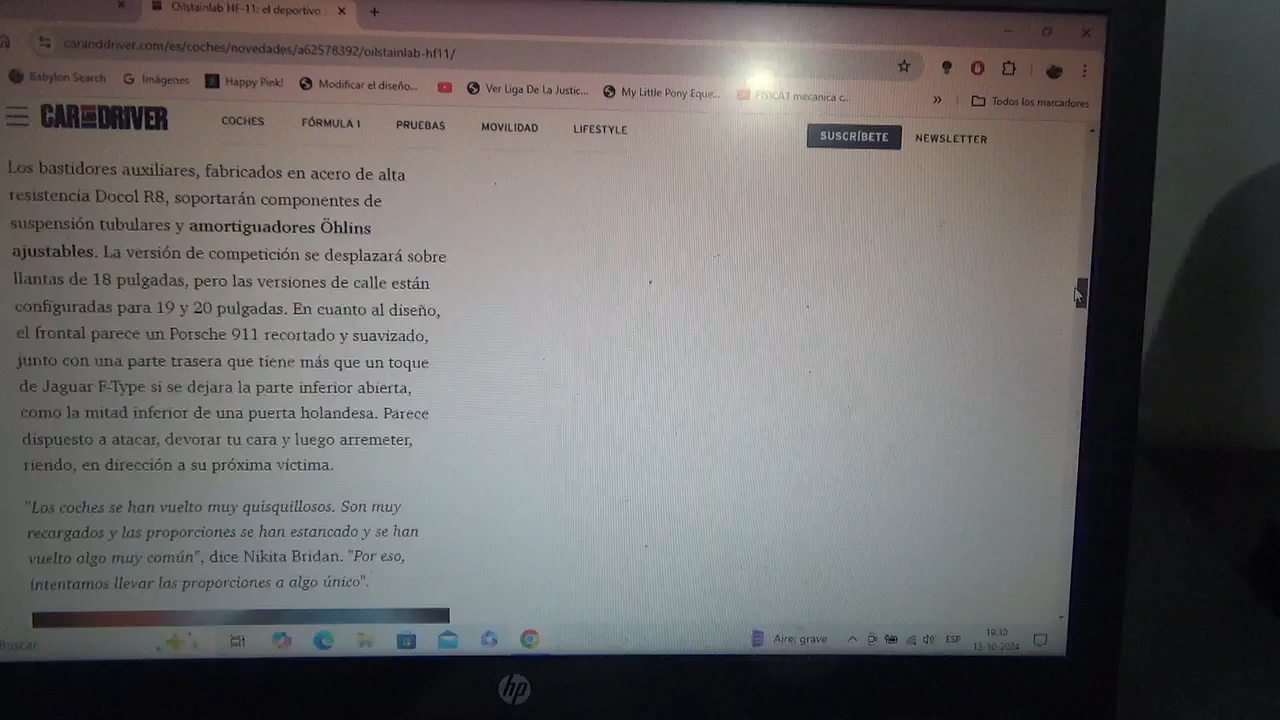 Oilstainlab HF-11: el deportivo
caranddriver.com/es/coches/novedades/a62578392/oilstainlab-hf11/
Babylon Search
Imágenes
Happy Pink!
Modificar el diseño...
Ver Liga De La Justic...
My Little Pony Eque...
FISICA1 mecanica c...
Todos los marcadores
CAR AND DRIVER
COCHES
FÓRMULA 1
PRUEBAS
MOVILIDAD
LIFESTYLE
SUSCRÍBETE
NEWSLETTER
Los bastidores auxiliares, fabricados en acero de alta
resistencia Docol R8, soportarán componentes de
suspensión tubulares y amortiguadores Öhlins
ajustables. La versión de competición se desplazará sobre
llantas de 18 pulgadas, pero las versiones de calle están
configuradas para 19 y 20 pulgadas. En cuanto al diseño,
el frontal parece un Porsche 911 recortado y suavizado,
junto con una parte trasera que tiene más que un toque
de Jaguar F-Type si se dejara la parte inferior abierta,
como la mitad inferior de una puerta holandesa. Parece
dispuesto a atacar, devorar tu cara y luego arremeter,
riendo, en dirección a su próxima víctima.
"Los coches se han vuelto muy quisquillosos. Son muy
recargados y las proporciones se han estancado y se han
vuelto algo muy común", dice Nikita Bridan. "Por eso,
intentamos llevar las proporciones a algo único".
Buscar
Aire: grave
ESP
19:30
13-10-2024
hp